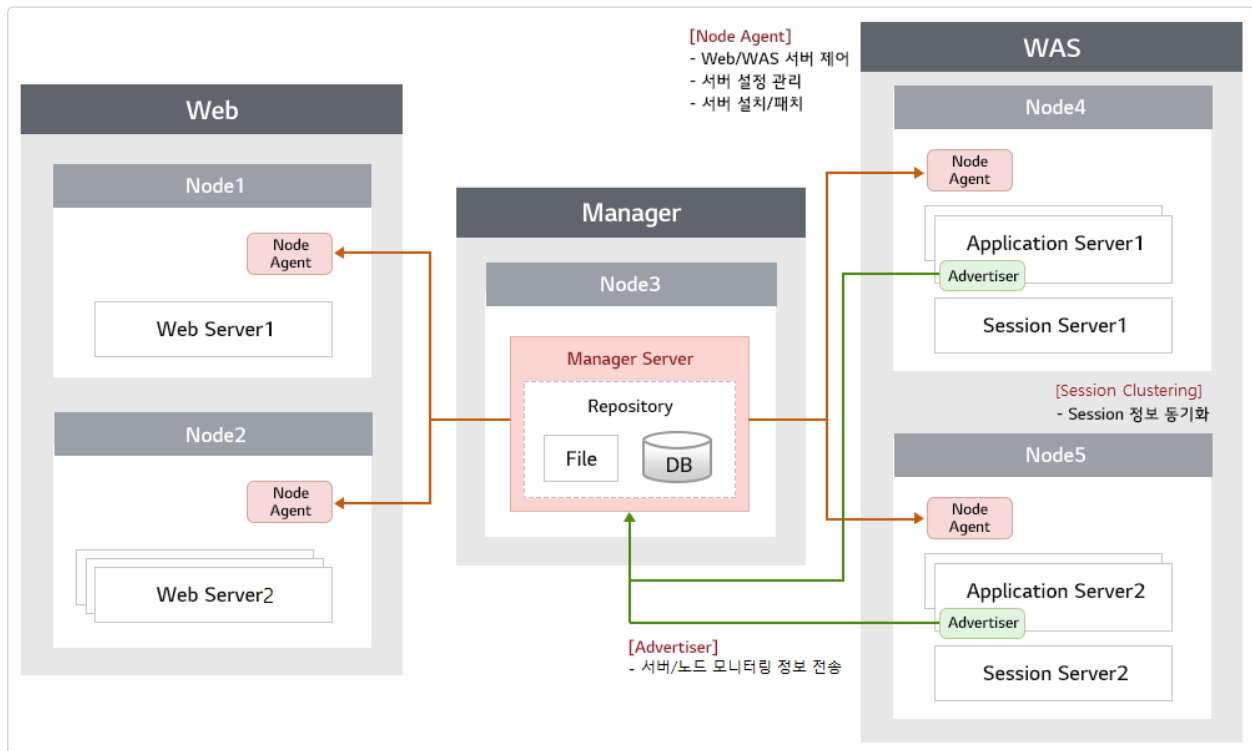 [Node Agent]
- Web/WAS 서버 제어
- 서버 설정 관리
- 서버 설치/패치
Web
Node1
Node
Agent
Web Server1
Node2
Node
Agent
Web Server2
Manager
Node3
Manager Server
Repository
File
DB
[Advertiser]
- 서버/노드 모니터링 정보 전송
WAS
Node4
Node
Agent
Application Server1
Advertiser
Session Server1
[Session Clustering]
- Session 정보 동기화
Node5
Node
Agent
Application Server2
Advertiser
Session Server2